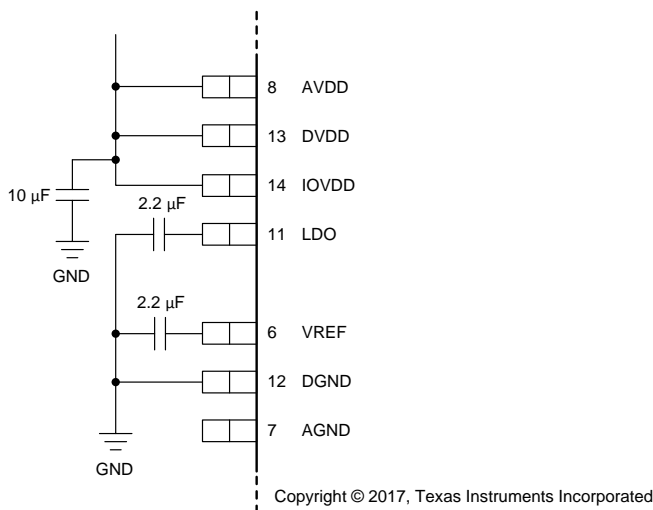 8 AVDD
13 DVDD
14 IOVDD
10 µF
2.2 µF
11 LDO
GND
2.2 µF
6 VREF
12 DGND
7 AGND
GND
Copyright © 2017, Texas Instruments Incorporated